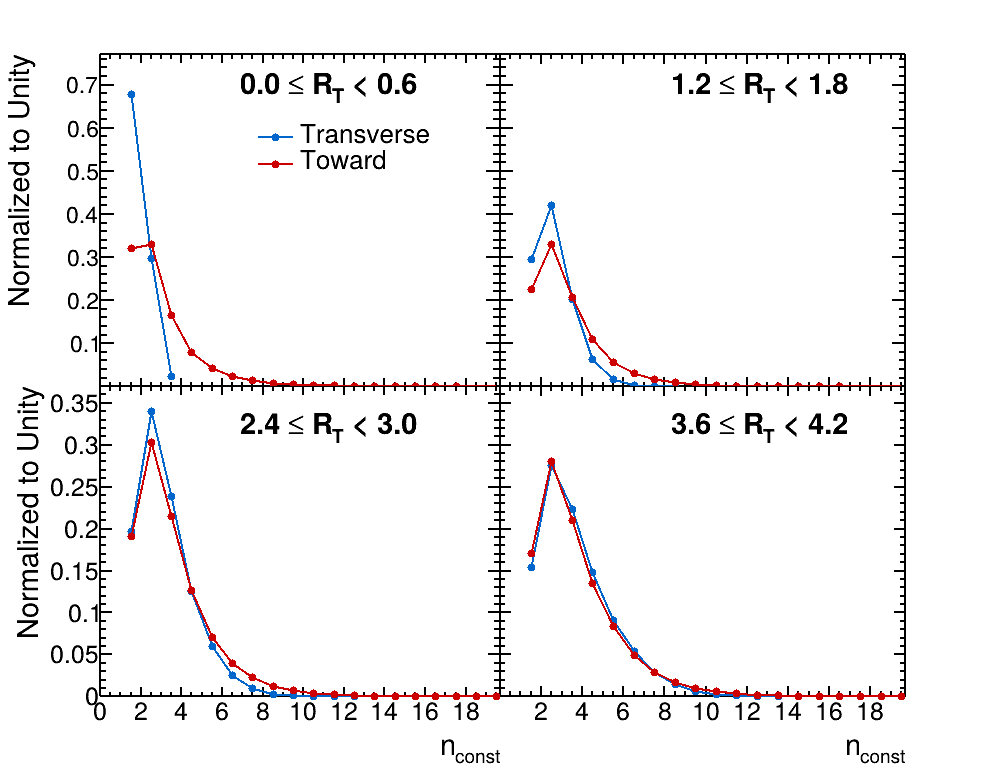 Normalized to Unity
0.7
0.6
0.5
0.4
0.3
0.2
0.1
0.0 ≤ R_T < 0.6
Transverse
Toward
1.2 ≤ R_T < 1.8
Normalized to Unity
0.35
0.3
0.25
0.2
0.15
0.1
0.05
0
2.4 ≤ R_T < 3.0
3.6 ≤ R_T < 4.2
0 2 4 6 8 10 12 14 16 18
2 4 6 8 10 12 14 16 18
n_const
n_const